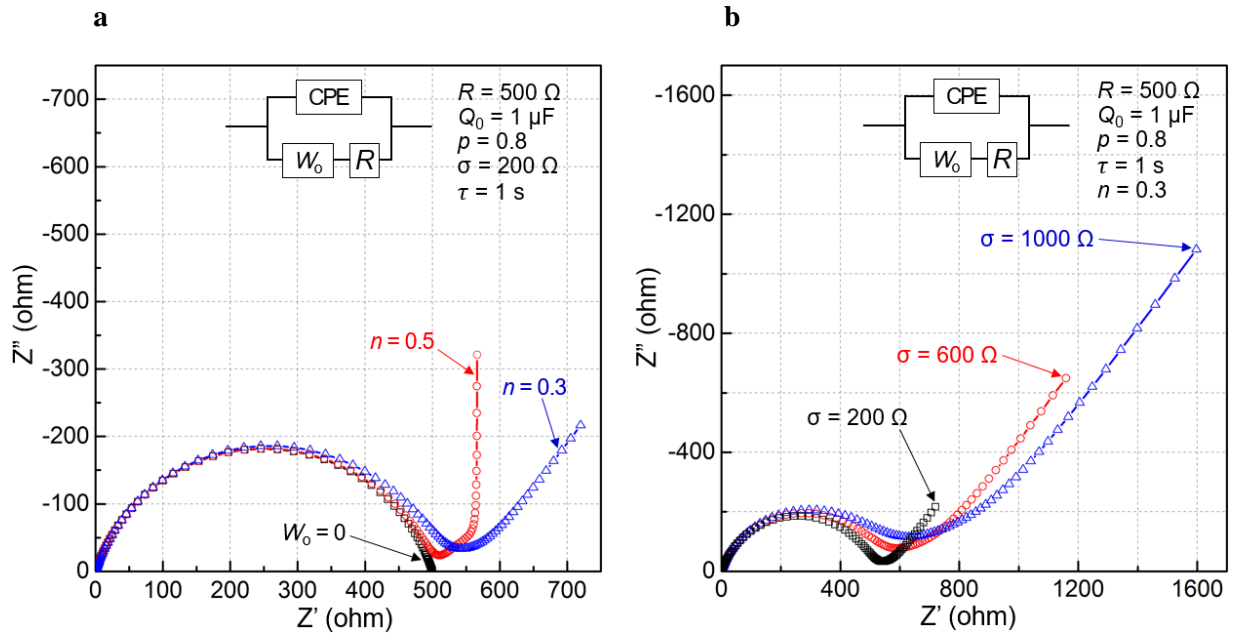 a
b
-700
-600
-500
-400
-300
-200
-100
0
0 100 200 300 400 500 600 700
Z'' (ohm)
Z' (ohm)
CPE
Wo R
R = 500 Ω
Q0 = 1 µF
p = 0.8
σ = 200 Ω
τ = 1 s
n = 0.5
n = 0.3
Wo = 0
-1600
-1200
-800
-400
0
0 400 800 1200 1600
Z'' (ohm)
Z' (ohm)
CPE
Wo R
R = 500 Ω
Q0 = 1 µF
p = 0.8
τ = 1 s
n = 0.3
σ = 1000 Ω
σ = 600 Ω
σ = 200 Ω